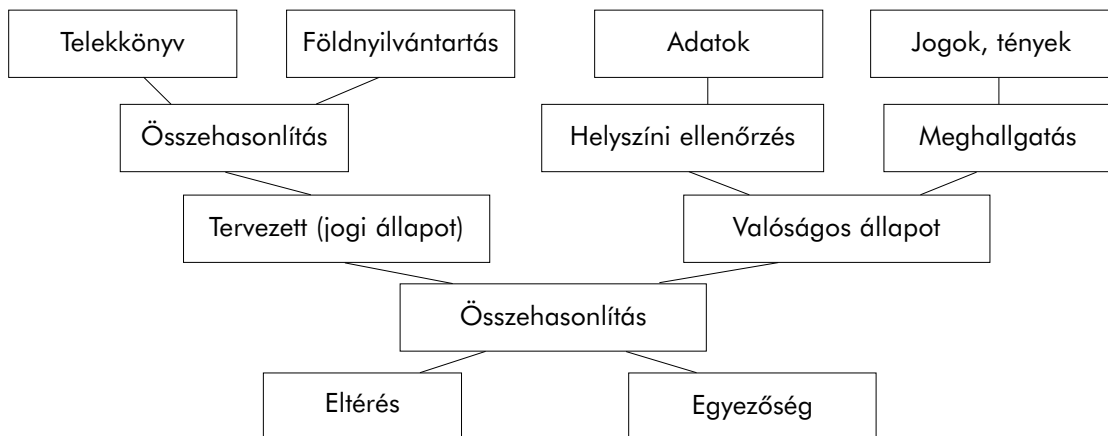 Telekkönyv
Földnyilvántartás
Adatok
Jogok, tények
Összehasonlítás
Helyszíni ellenőrzés
Meghallgatás
Tervezett (jogi állapot)
Valóságos állapot
Összehasonlítás
Eltérés
Egyezőség